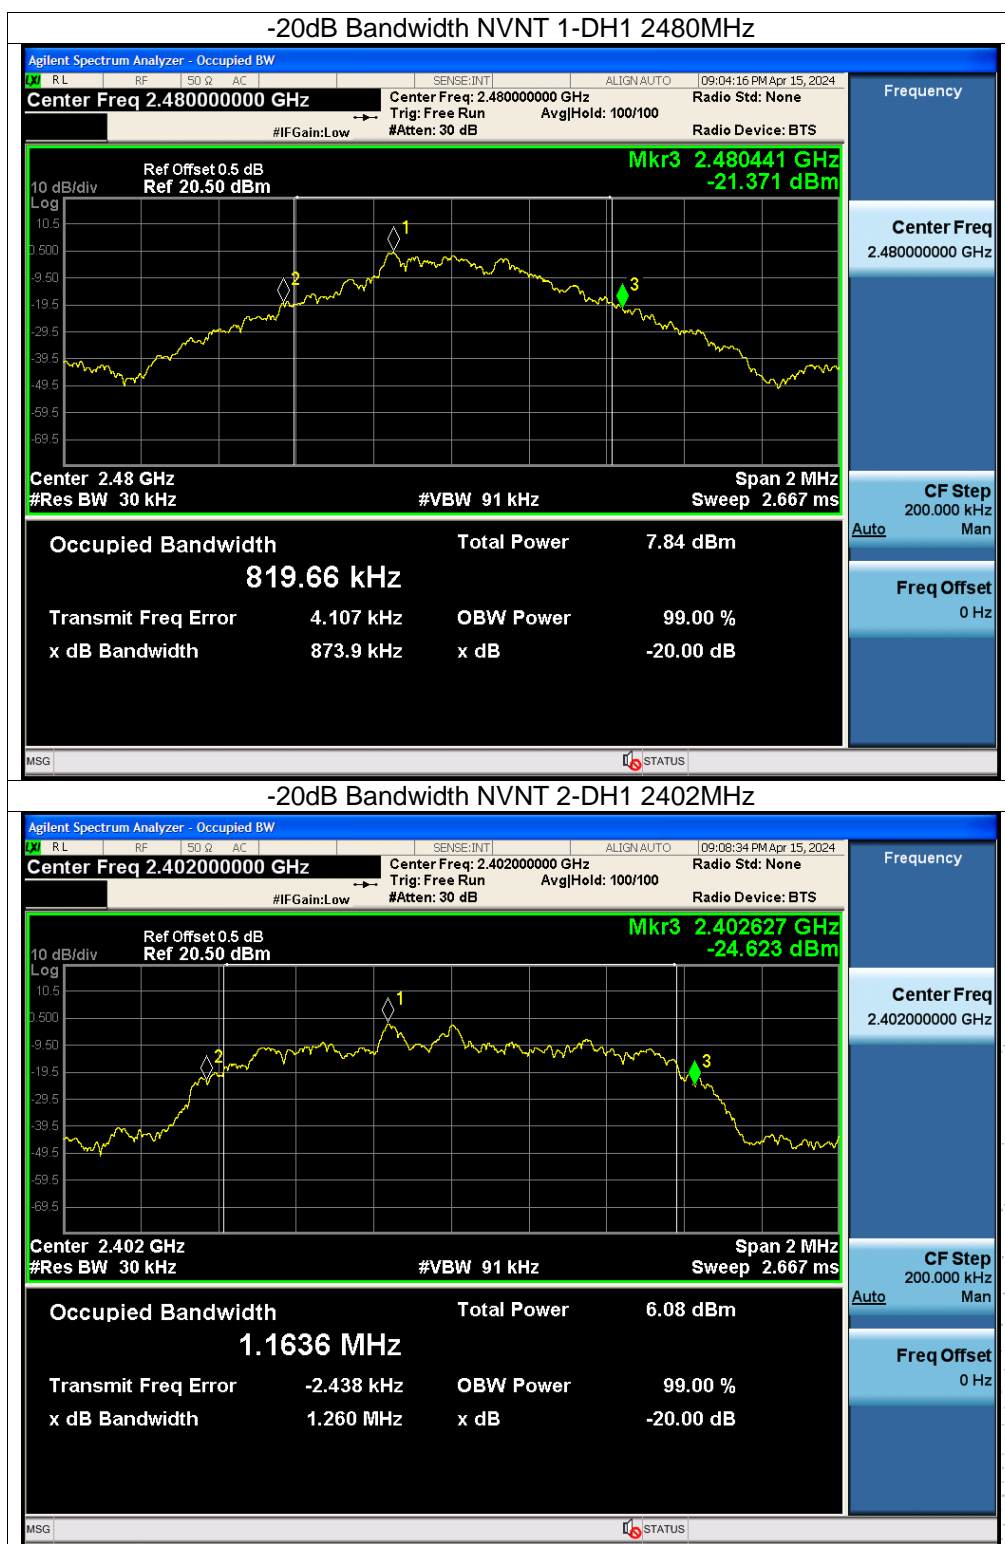 -20dB Bandwidth NVNT 1-DH1 2480MHz
Agilent Spectrum Analyzer - Occupied BW
LXI RL RF 50 Ω AC SENSE:INT ALIGN AUTO 09:04:16 PM Apr 15, 2024
Center Freq 2.480000000 GHz Center Freq: 2.480000000 GHz Radio Std: None
Trig: Free Run Avg|Hold: 100/100
#IFGain:Low #Atten: 30 dB Radio Device: BTS
Frequency
Mkr3 2.480441 GHz
-21.371 dBm
Ref Offset 0.5 dB
10 dB/div Ref 20.50 dBm
Log
10.5
0.500
-9.50
-19.5
-29.5
-39.5
-49.5
-59.5
-69.5
1
2
3
Center Freq
2.480000000 GHz
Center 2.48 GHz Span 2 MHz
#Res BW 30 kHz #VBW 91 kHz Sweep 2.667 ms
CF Step
200.000 kHz
Auto Man
Occupied Bandwidth Total Power 7.84 dBm
819.66 kHz
Freq Offset
0 Hz
Transmit Freq Error 4.107 kHz OBW Power 99.00 %
x dB Bandwidth 873.9 kHz x dB -20.00 dB
MSG STATUS
-20dB Bandwidth NVNT 2-DH1 2402MHz
Agilent Spectrum Analyzer - Occupied BW
LXI RL RF 50 Ω AC SENSE:INT ALIGN AUTO 09:08:34 PM Apr 15, 2024
Center Freq 2.402000000 GHz Center Freq: 2.402000000 GHz Radio Std: None
Trig: Free Run Avg|Hold: 100/100
#IFGain:Low #Atten: 30 dB Radio Device: BTS
Frequency
Mkr3 2.402627 GHz
-24.623 dBm
Ref Offset 0.5 dB
10 dB/div Ref 20.50 dBm
Log
10.5
0.500
-9.50
-19.5
-29.5
-39.5
-49.5
-59.5
-69.5
1
2
3
Center Freq
2.402000000 GHz
Center 2.402 GHz Span 2 MHz
#Res BW 30 kHz #VBW 91 kHz Sweep 2.667 ms
CF Step
200.000 kHz
Auto Man
Occupied Bandwidth Total Power 6.08 dBm
1.1636 MHz
Freq Offset
0 Hz
Transmit Freq Error -2.438 kHz OBW Power 99.00 %
x dB Bandwidth 1.260 MHz x dB -20.00 dB
MSG STATUS